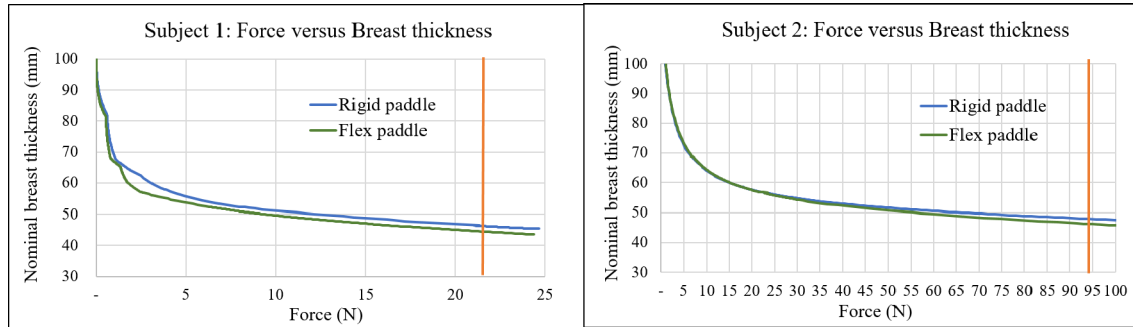 Subject 1: Force versus Breast thickness
Nominal breast thickness (mm)
100
90
80
70
60
50
40
30
Rigid paddle
Flex paddle
- 5 10 15 20 25
Force (N)
Subject 2: Force versus Breast thickness
Nominal breast thickness (mm)
100
90
80
70
60
50
40
30
Rigid paddle
Flex paddle
- 5 10 15 20 25 30 35 40 45 50 55 60 65 70 75 80 85 90 95 100
Force (N)